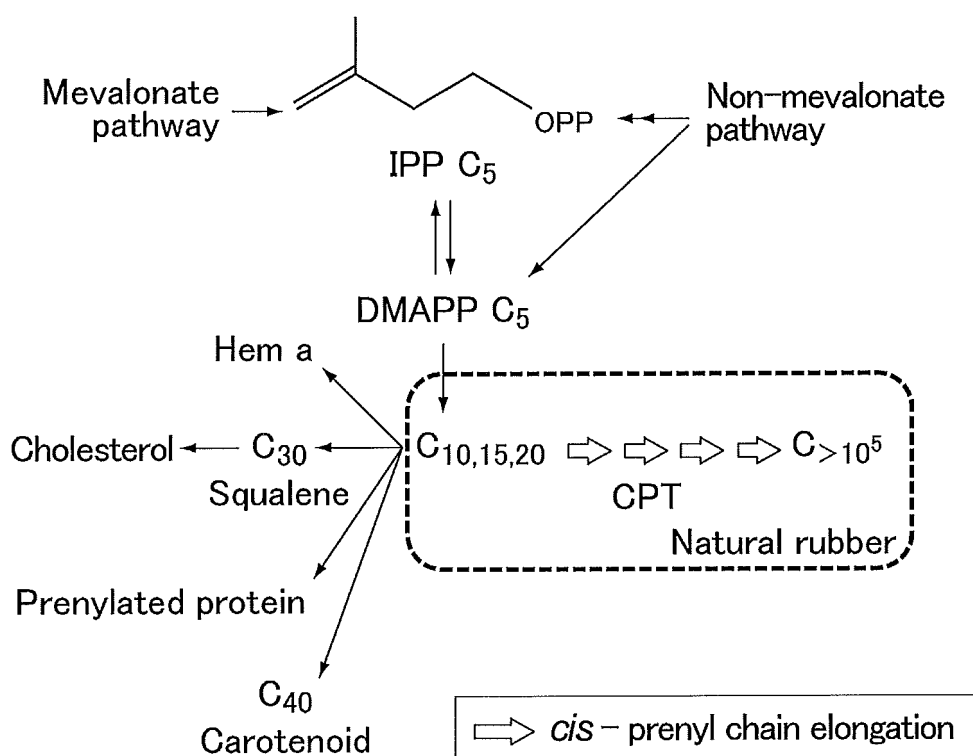 Mevalonate
pathway
OPP
Non-mevalonate
pathway
IPP C5
DMAPP C5
Hem a
Cholesterol
C30
C10,15,20
C>10^5
Squalene
CPT
Natural rubber
Prenylated protein
C40
Carotenoid
cis – prenyl chain elongation